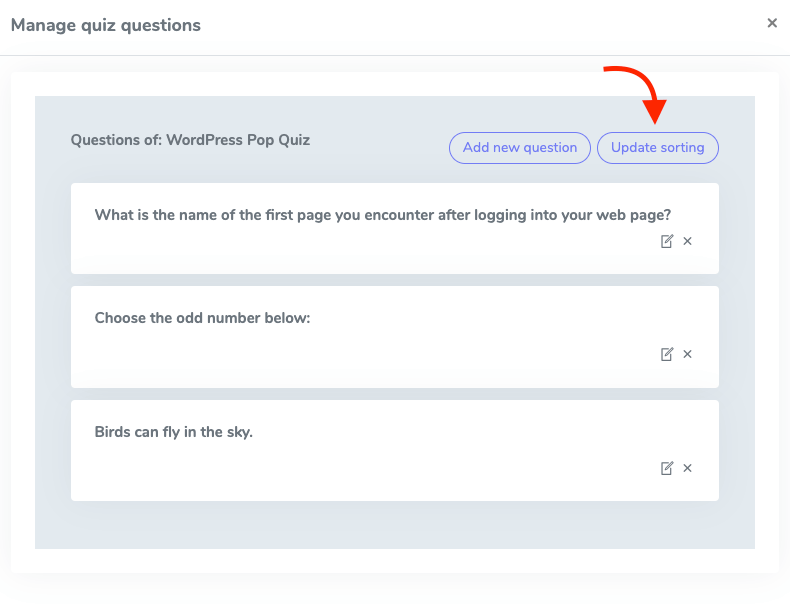 Manage quiz questions
Questions of: WordPress Pop Quiz
Add new question
Update sorting
What is the name of the first page you encounter after logging into your web page?
Choose the odd number below:
Birds can fly in the sky.